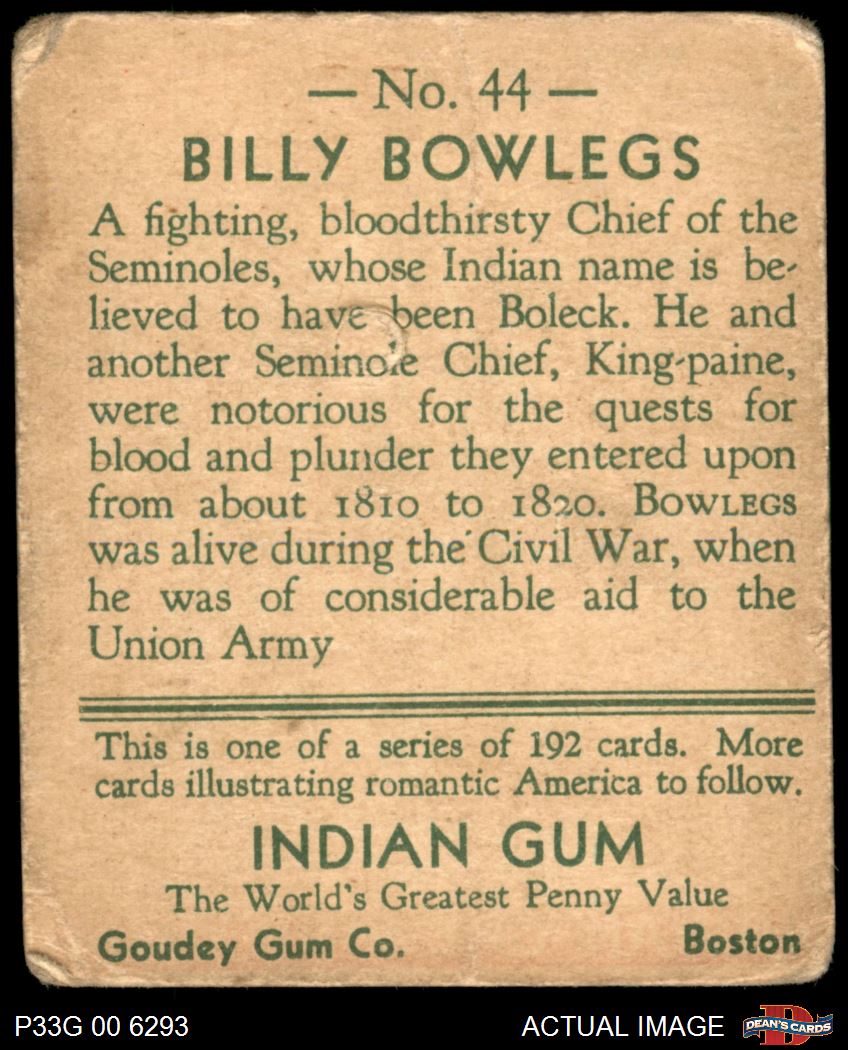 — No. 44 —
BILLY BOWLEGS
A fighting, bloodthirsty Chief of the
Seminoles, whose Indian name is be-
lieved to have been Boleck. He and
another Seminole Chief, King-paine,
were notorious for the quests for
blood and plunder they entered upon
from about 1810 to 1820. BOWLEGS
was alive during the Civil War, when
he was of considerable aid to the
Union Army
This is one of a series of 192 cards. More
cards illustrating romantic America to follow.
INDIAN GUM
The World's Greatest Penny Value
Goudey Gum Co. Boston
P33G 00 6293 ACTUAL IMAGE D DEAN'S CARDS